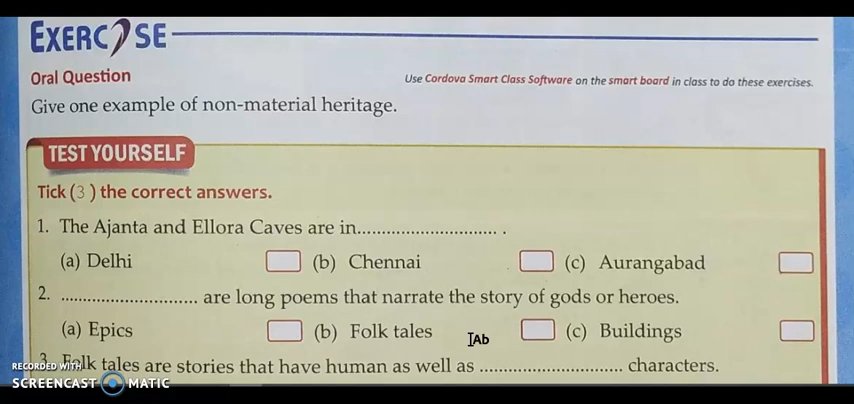 EXERCISE
Oral Question
Use Cordova Smart Class Software on the smart board in class to do these exercises.
Give one example of non-material heritage.
TEST YOURSELF
Tick (3) the correct answers.
1. The Ajanta and Ellora Caves are in............................ .
(a) Delhi (b) Chennai (c) Aurangabad
2. ........................... are long poems that narrate the story of gods or heroes.
(a) Epics (b) Folk tales (c) Buildings
Ab
3. Folk tales are stories that have human as well as ............................ characters.
RECORDED WITH
SCREENCAST MATIC